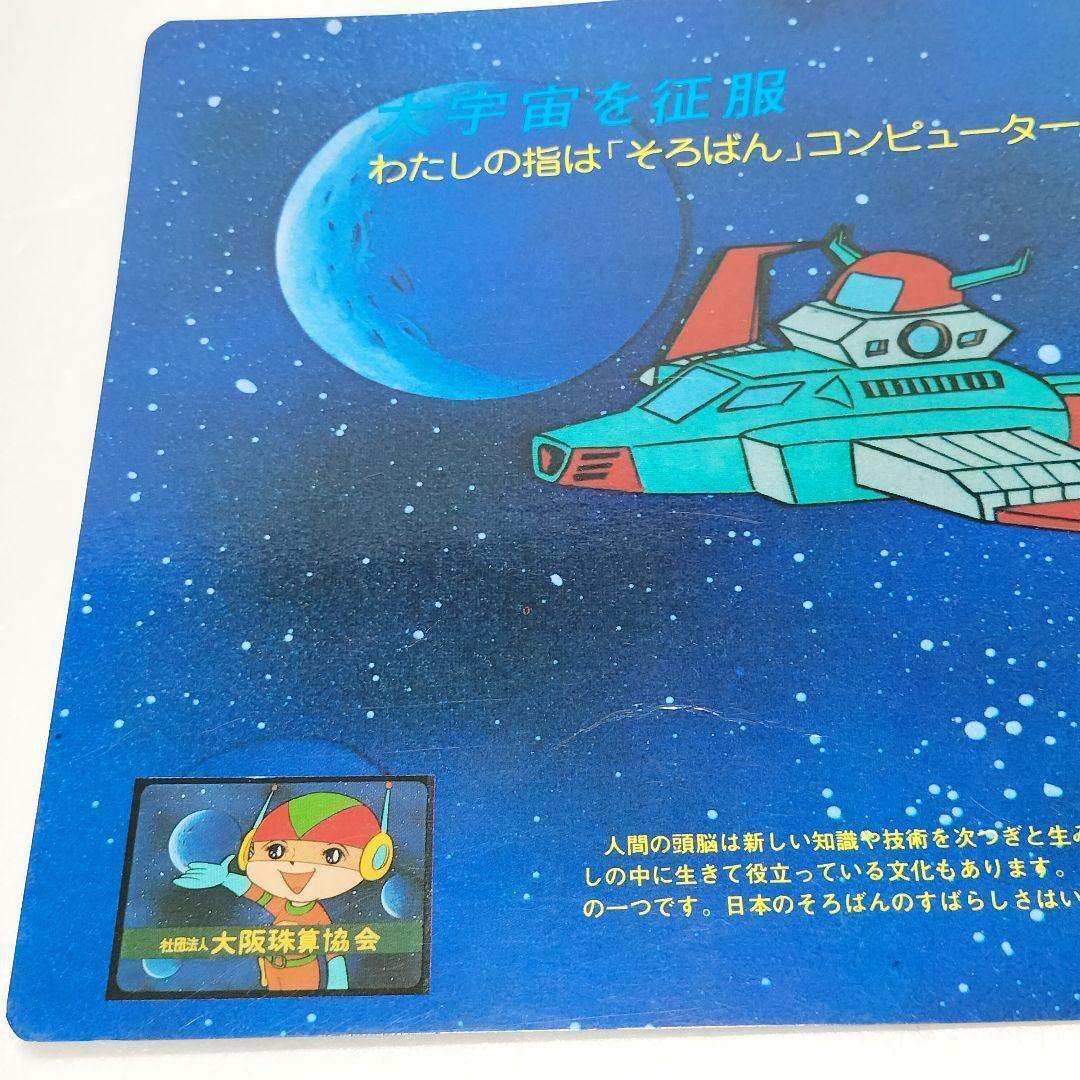 大宇宙を征服
わたしの指は「そろばん」コンピューター
人間の頭脳は新しい知識や技術を次つぎと生み
しの中に生きて役立っている文化もあります。
の一つです。日本のそろばんのすばらしさはい
社団法人 大阪珠算協会